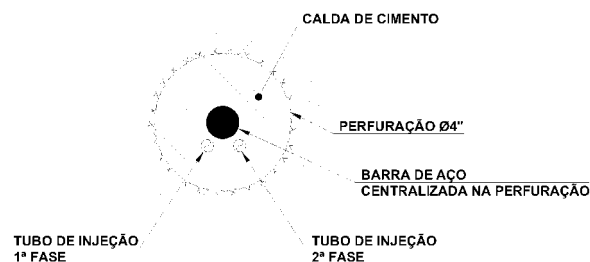 CALDA DE CIMENTO
PERFURAÇÃO Ø4"
BARRA DE AÇO
CENTRALIZADA NA PERFURAÇÃO
TUBO DE INJEÇÃO
1ª FASE
TUBO DE INJEÇÃO
2ª FASE